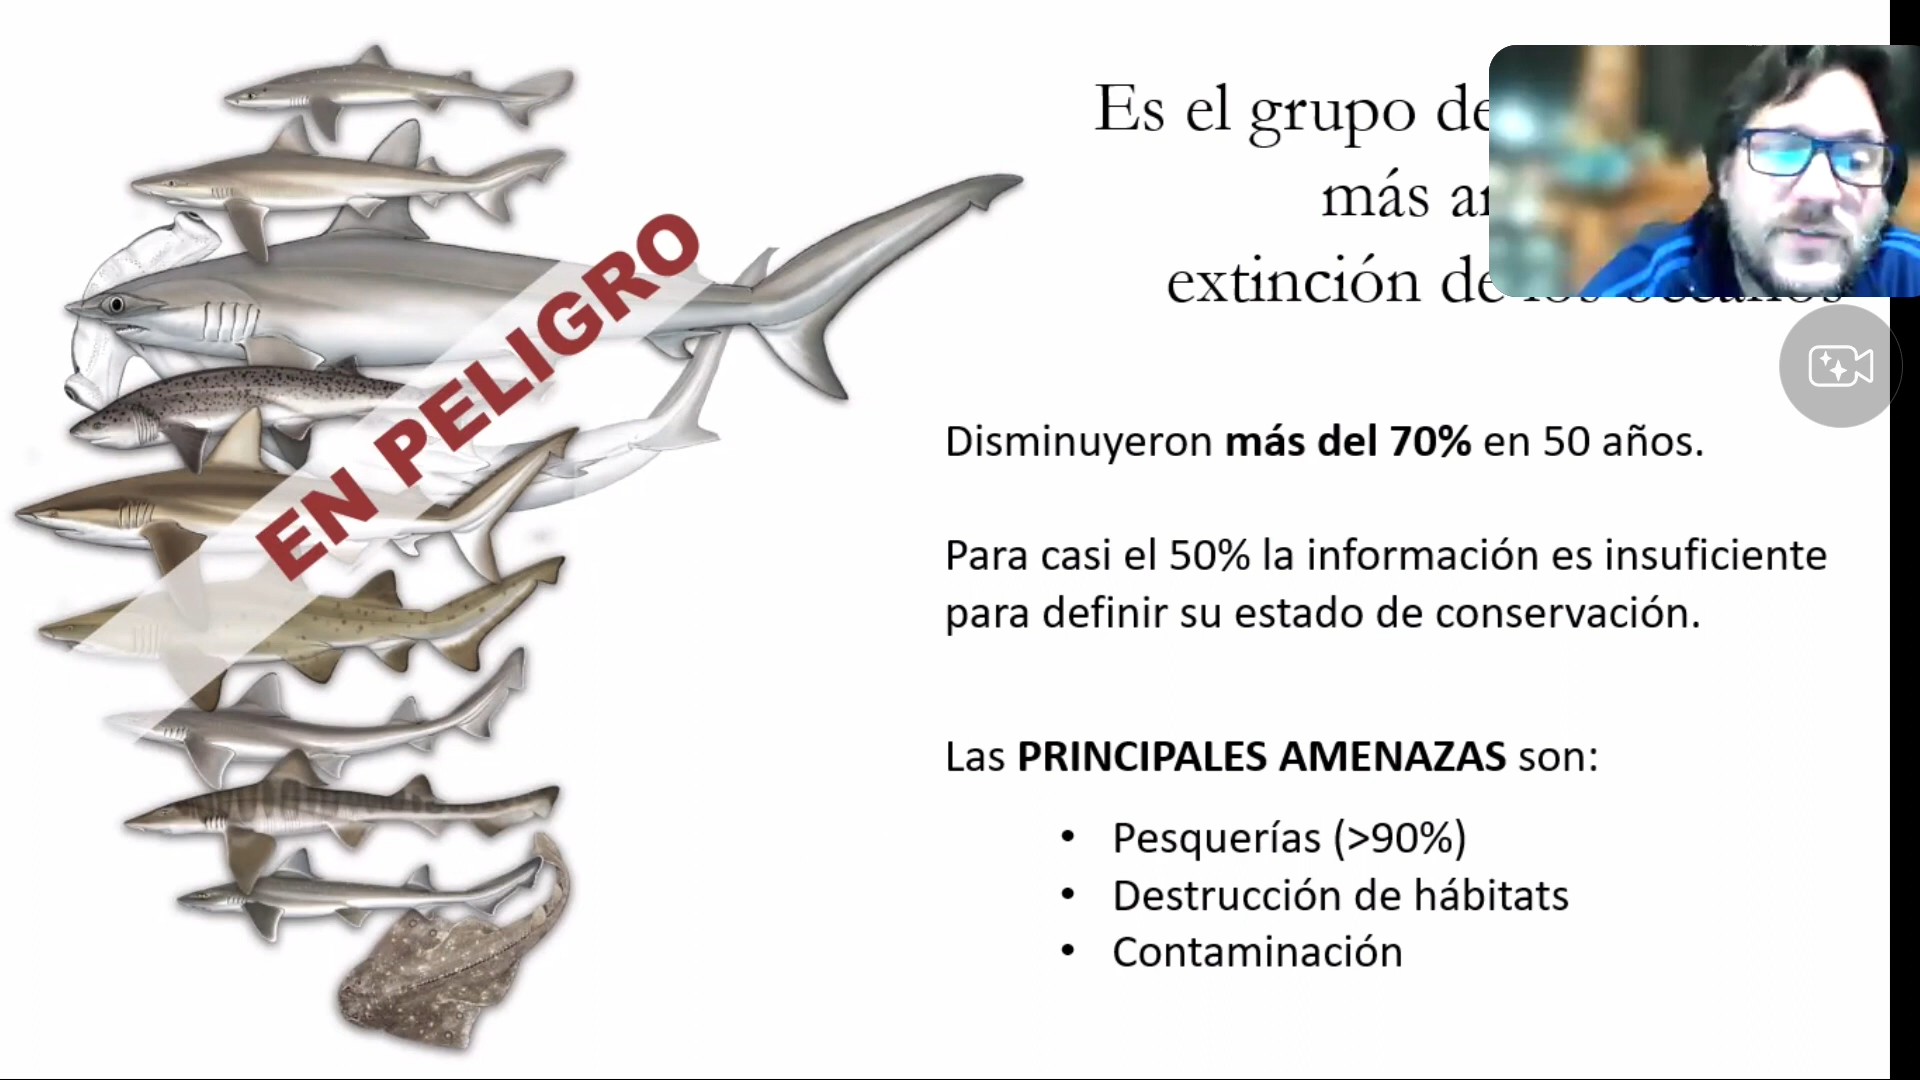 Es el grupo de
más
extinción de los océanos
EN PELIGRO
Disminuyeron más del 70% en 50 años.
Para casi el 50% la información es insuficiente
para definir su estado de conservación.
Las PRINCIPALES AMENAZAS son:
• Pesquerías (>90%)
• Destrucción de hábitats
• Contaminación